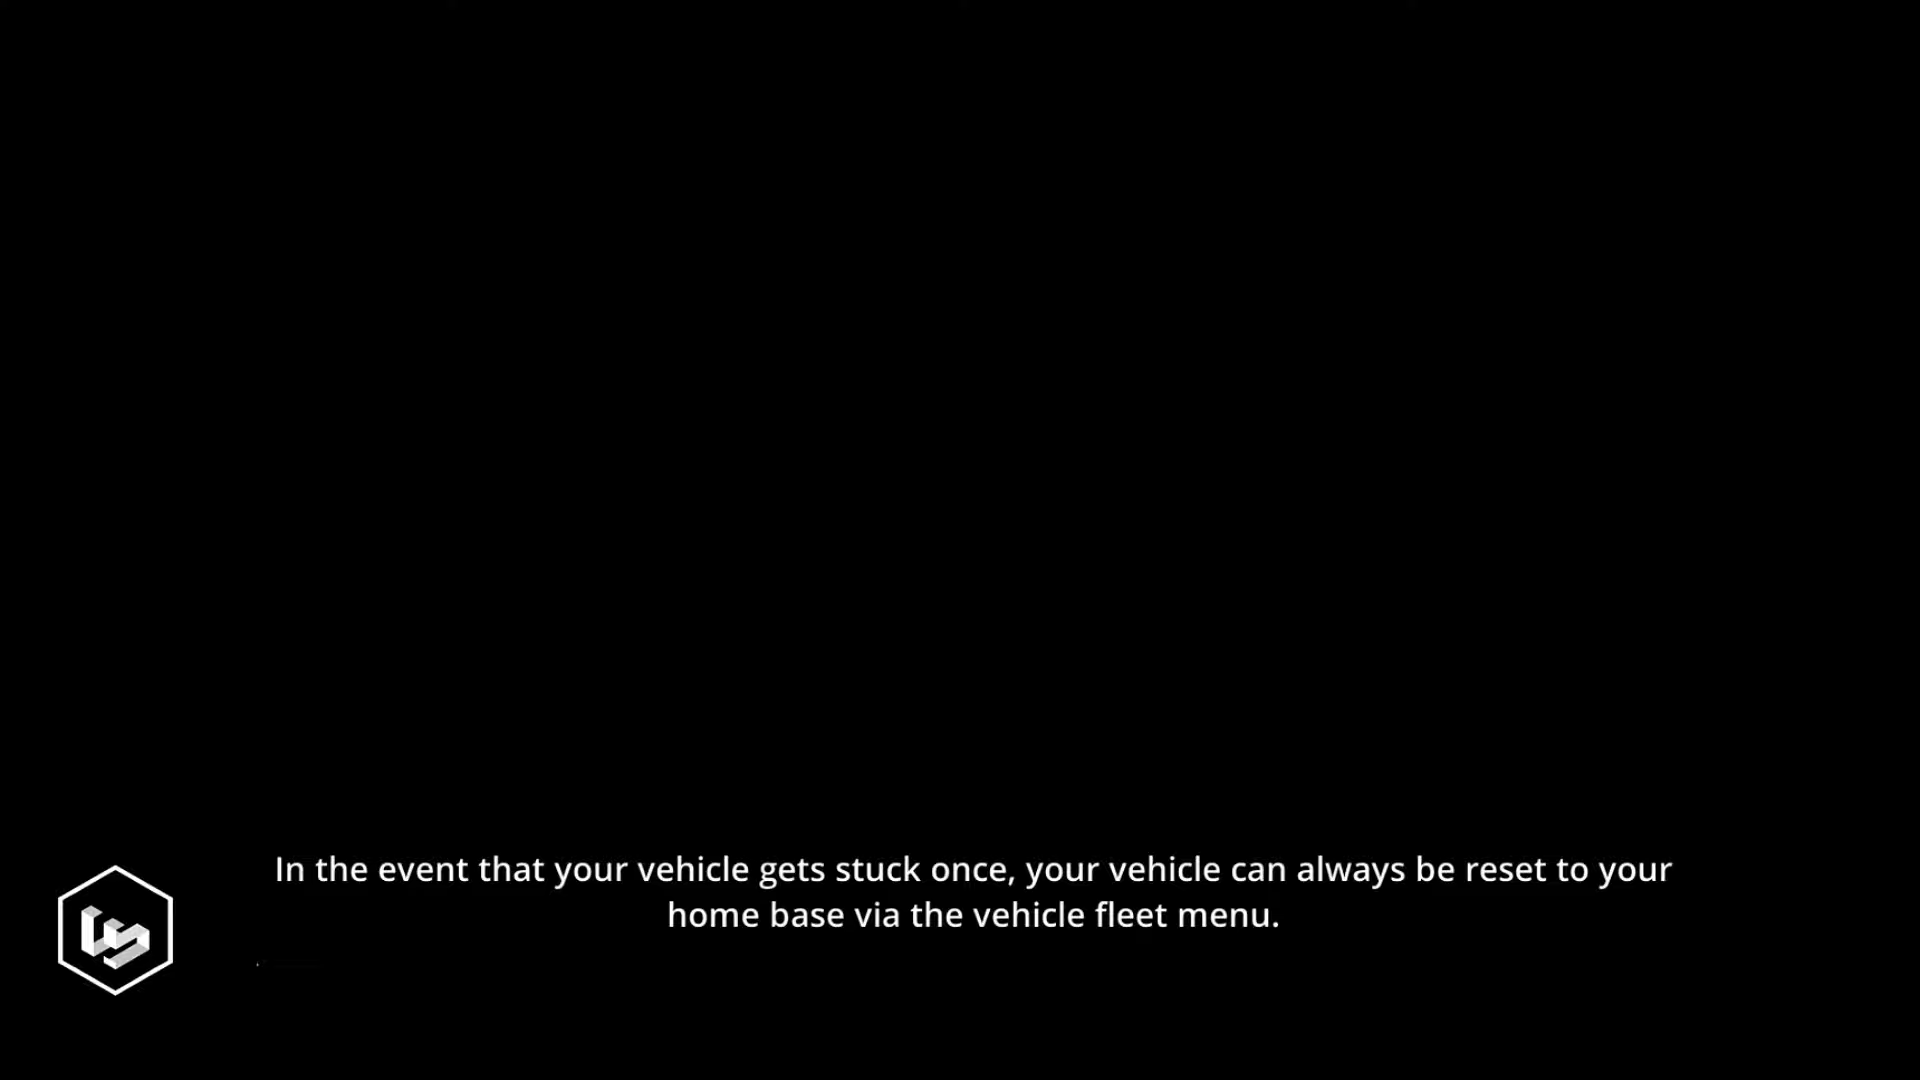 In the event that your vehicle gets stuck once, your vehicle can always be reset to your
home base via the vehicle fleet menu.